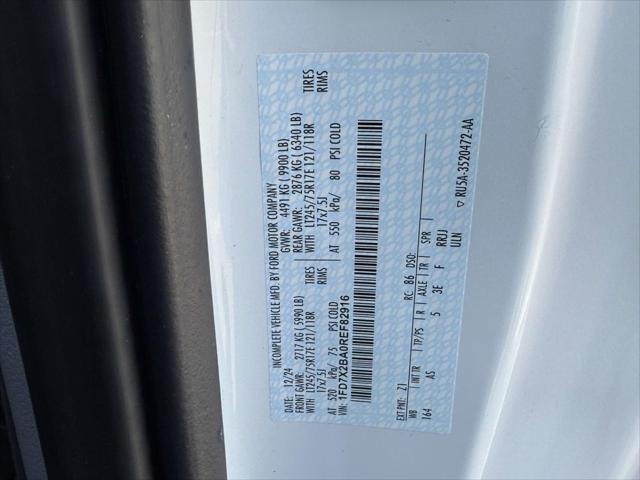 INCOMPLETE VEHICLE MFD. BY FORD MOTOR COMPANY
DATE: 12/24 GVWR: 4491 KG ( 9900 LB)
FRONT GAWR: 2717 KG ( 5990 LB) REAR GAWR: 2876 KG ( 6340 LB)
WITH LT245/75R17E 121/118R TIRES WITH LT245/75R17E 121/118R TIRES
17x7.5J RIMS 17x7.5J RIMS
AT 520 kPa/ 75 PSI COLD AT 550 kPa/ 80 PSI COLD
VIN: 1FD7X2BA0REF82916
EXT PNT: Z1 RC: 86 DSO:
WB INT TR TP/PS R AXLE TR SPR
164 AS 5 3E F RRJJ
ULN
▽ RU5A-3520472-AA